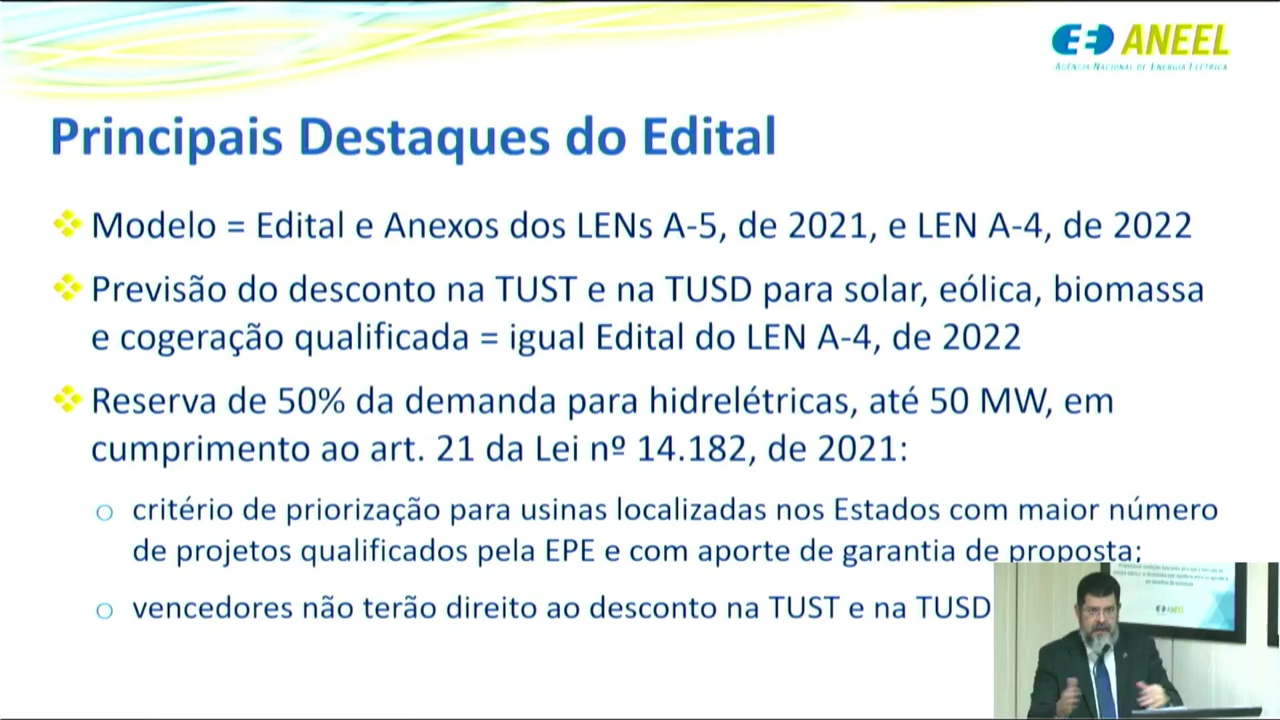 ANEEL
AGÊNCIA NACIONAL DE ENERGIA ELÉTRICA
Principais Destaques do Edital
Modelo = Edital e Anexos dos LENs A-5, de 2021, e LEN A-4, de 2022
Previsão do desconto na TUST e na TUSD para solar, eólica, biomassa
e cogeração qualificada = igual Edital do LEN A-4, de 2022
Reserva de 50% da demanda para hidrelétricas, até 50 MW, em
cumprimento ao art. 21 da Lei nº 14.182, de 2021:
critério de priorização para usinas localizadas nos Estados com maior número
de projetos qualificados pela EPE e com aporte de garantia de proposta;
vencedores não terão direito ao desconto na TUST e na TUSD
ANEEL